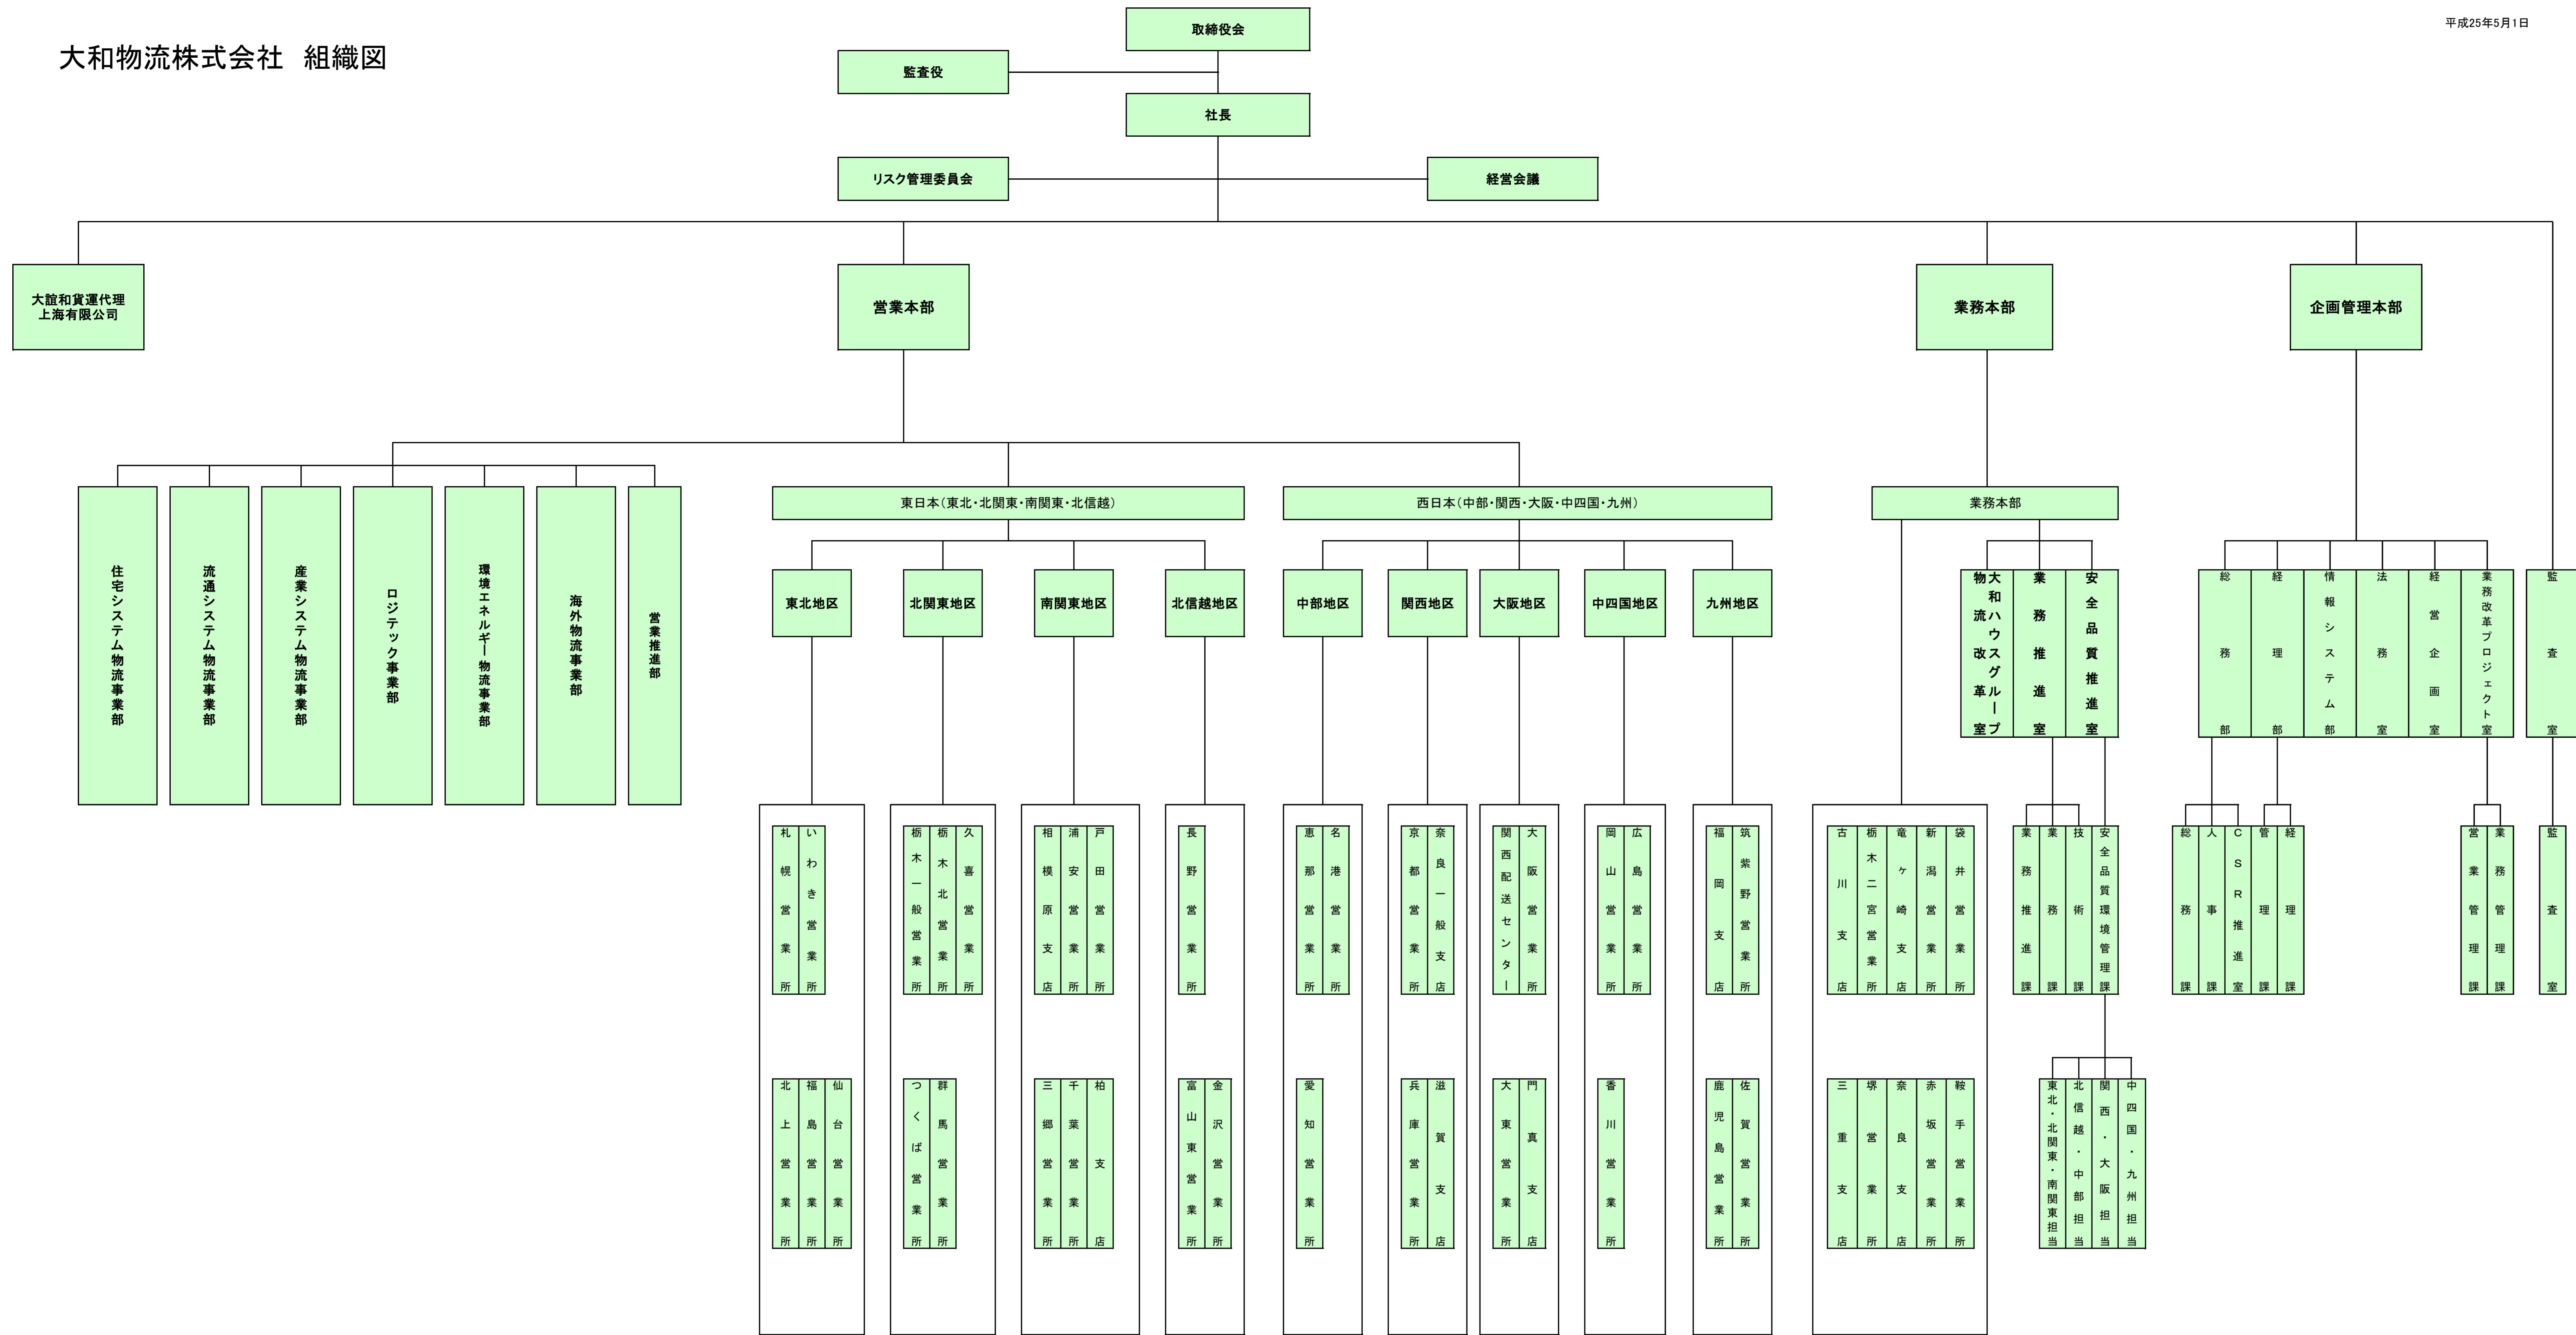 平成25年5月1日
大和物流株式会社　組織図
取締役会
監査役
社長
リスク管理委員会
経営会議
大誼和貨運代理
上海有限公司
営業本部
業務本部
企画管理本部
住宅システム物流事業部
流通システム物流事業部
産業システム物流事業部
ロジテック事業部
環境エネルギー物流事業部
海外物流事業部
営業推進部
東日本（東北・北関東・南関東・北信越）
西日本（中部・関西・大阪・中四国・九州）
業務本部
東北地区
北関東地区
南関東地区
北信越地区
中部地区
関西地区
大阪地区
中四国地区
九州地区
大和ハウスグループ
物流改革室
業務推進室
安全品質推進室
総務部
経理部
情報システム部
法務室
経営企画室
業務改革プロジェクト室
監査室
札幌営業所
いわき営業所
栃木一般営業所
栃木北営業所
久喜営業所
相模原支店
浦安営業所
戸田営業所
長野営業所
恵那営業所
名港営業所
京都営業所
奈良一般支店
関西配送センター
大阪営業所
岡山営業所
広島営業所
福岡支店
筑紫野営業所
古川支店
栃木二宮営業所
竜ヶ崎支店
新潟営業所
袋井営業所
業務推進課
業務課
技術課
安全品質環境管理課
総務課
人事課
CSR推進室
管理課
経理課
営業管理課
業務管理課
監査室
北上営業所
福島営業所
仙台営業所
つくば営業所
群馬営業所
三郷営業所
千葉営業所
柏支店
富山東営業所
金沢営業所
愛知営業所
兵庫営業所
滋賀支店
大東営業所
門真支店
香川営業所
鹿児島営業所
佐賀営業所
三重支店
堺営業所
奈良支店
赤坂営業所
鞍手営業所
東北・北関東・南関東担当
北信越・中部担当
関西・大阪担当
中四国・九州担当